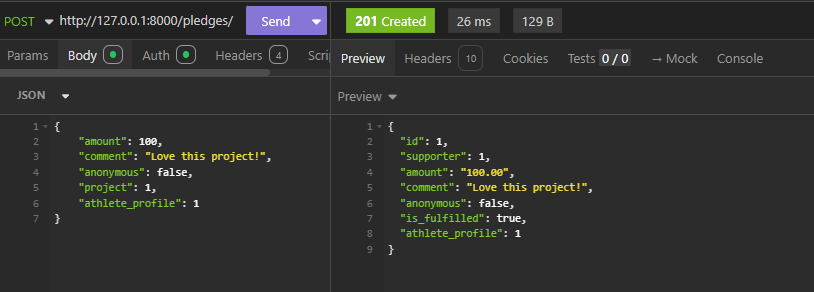 POST http://127.0.0.1:8000/pledges/ Send 201 Created 26 ms 129 B
Params Body Auth Headers 4 Scri Preview Headers 10 Cookies Tests 0 / 0 → Mock Console
JSON
1 {
2 "amount": 100,
3 "comment": "Love this project!",
4 "anonymous": false,
5 "project": 1,
6 "athlete_profile": 1
7 }
Preview
1 {
2 "id": 1,
3 "supporter": 1,
4 "amount": "100.00",
5 "comment": "Love this project!",
6 "anonymous": false,
7 "is_fulfilled": true,
8 "athlete_profile": 1
9 }